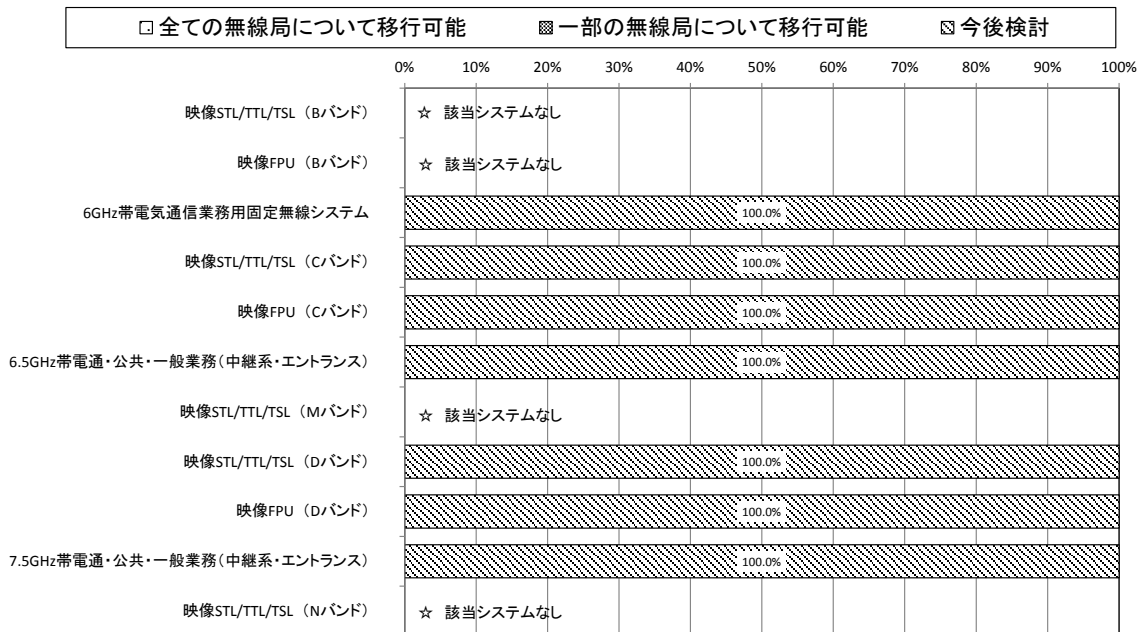 全ての無線局について移行可能 一部の無線局について移行可能 今後検討
0% 10% 20% 30% 40% 50% 60% 70% 80% 90% 100%
映像STL/TTL/TSL（Bバンド） ☆ 該当システムなし
映像FPU（Bバンド） ☆ 該当システムなし
6GHz帯電気通信業務用固定無線システム 100.0%
映像STL/TTL/TSL（Cバンド） 100.0%
映像FPU（Cバンド） 100.0%
6.5GHz帯電通・公共・一般業務（中継系・エントランス） 100.0%
映像STL/TTL/TSL（Mバンド） ☆ 該当システムなし
映像STL/TTL/TSL（Dバンド） 100.0%
映像FPU（Dバンド） 100.0%
7.5GHz帯電通・公共・一般業務（中継系・エントランス） 100.0%
映像STL/TTL/TSL（Nバンド） ☆ 該当システムなし